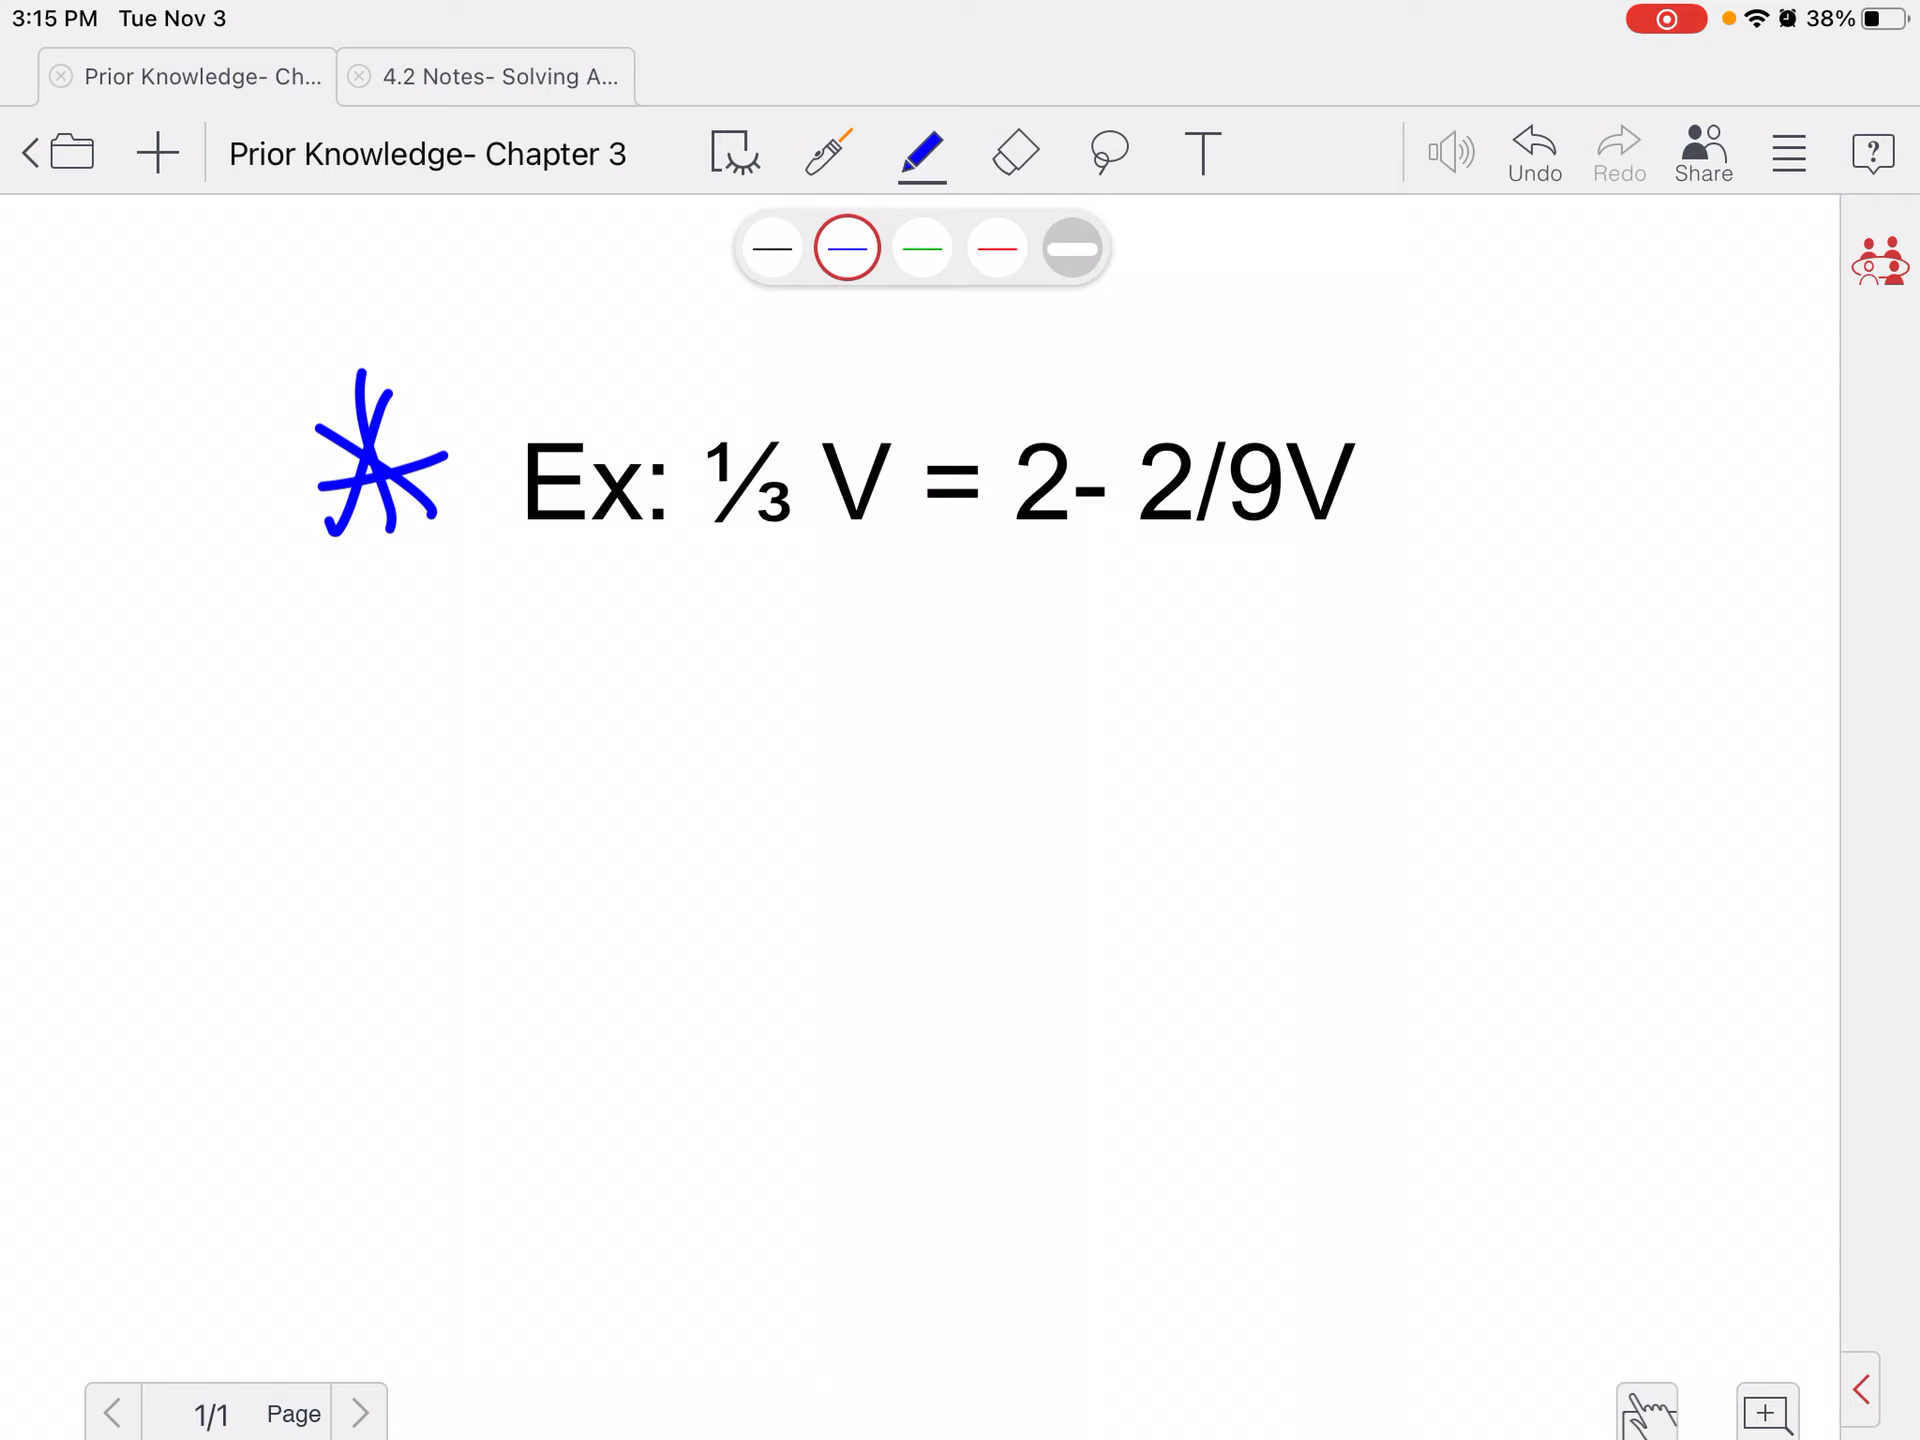 3:15 PM Tue Nov 3 38%
Prior Knowledge- Ch... 4.2 Notes- Solving A...
Prior Knowledge- Chapter 3 T Undo Redo Share ?
Ex: ⅓ V = 2- 2/9V
1/1 Page